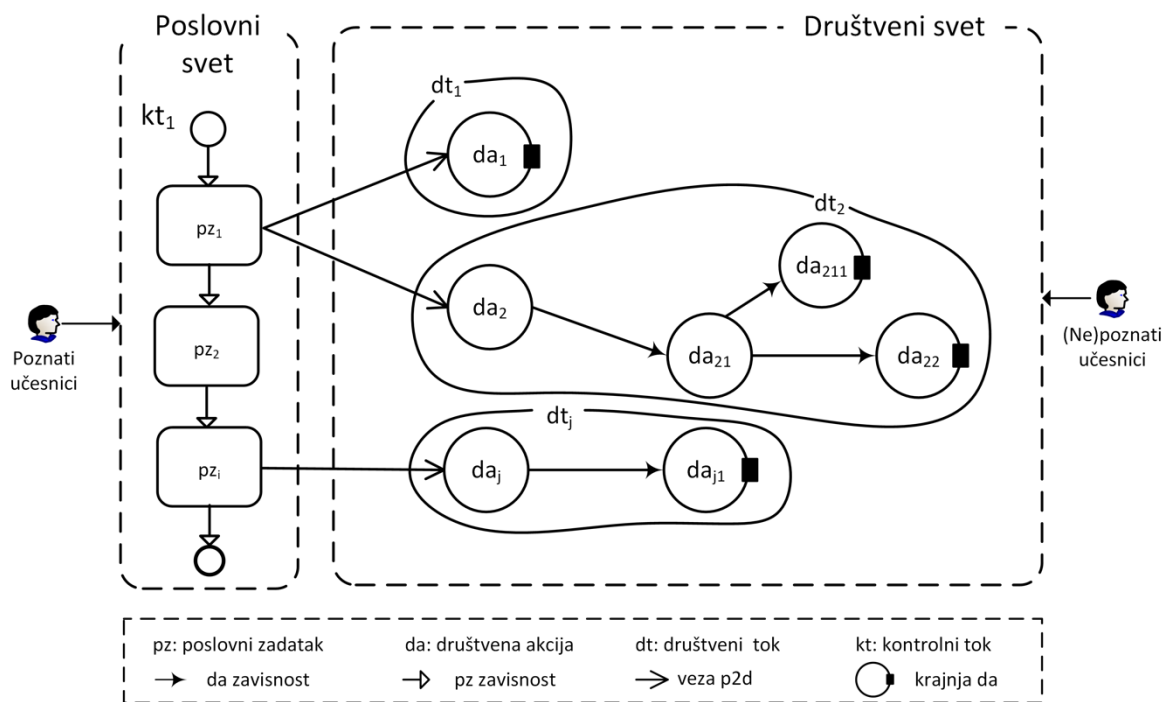 Poslovni
svet
Društveni svet
kt₁
pz₁
pz₂
pzᵢ
dt₁
da₁
dt₂
da₂
da₂₁
da₂₁₁
da₂₂
dtⱼ
daⱼ
daⱼ₁
Poznati
učesnici
(Ne)poznati
učesnici
pz: poslovni zadatak da: društvena akcija dt: društveni tok kt: kontrolni tok
da zavisnost pz zavisnost veza p2d krajnja da